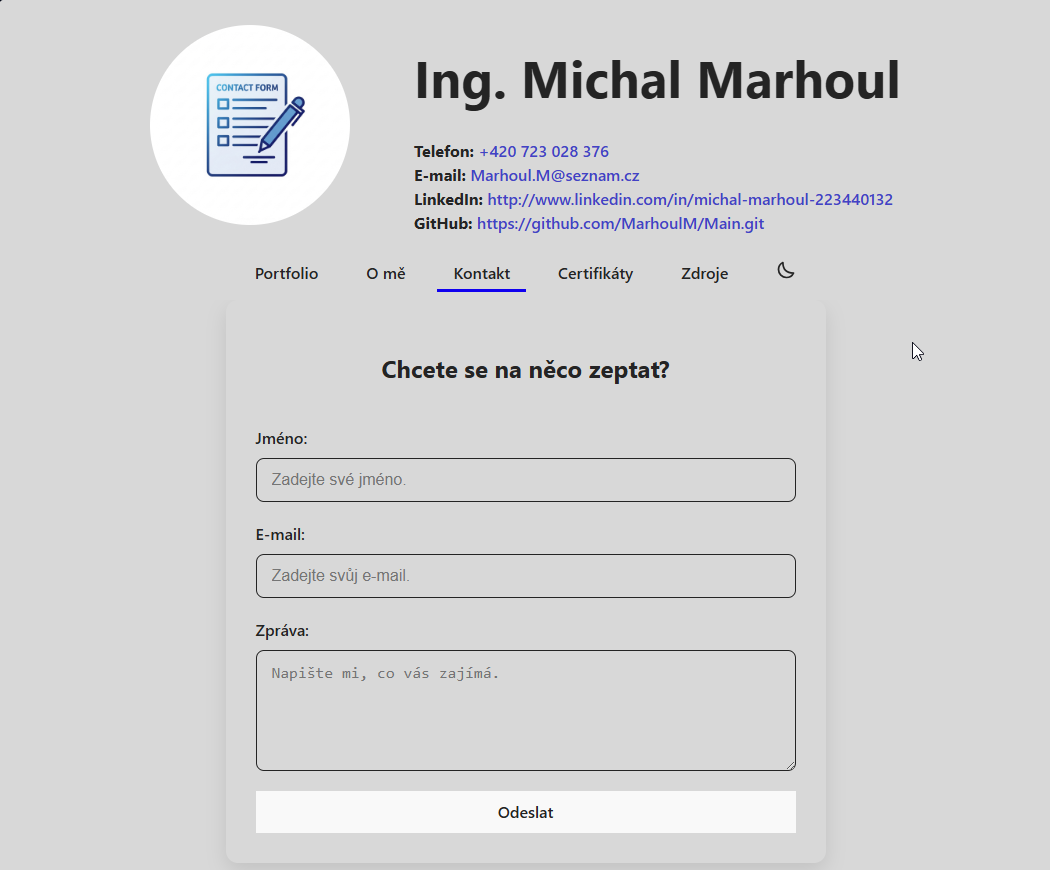 CONTACT FORM
Ing. Michal Marhoul
Telefon: +420 723 028 376
E-mail: Marhoul.M@seznam.cz
LinkedIn: http://www.linkedin.com/in/michal-marhoul-223440132
GitHub: https://github.com/MarhoulM/Main.git
Portfolio O mě Kontakt Certifikáty Zdroje
Chcete se na něco zeptat?
Jméno:
Zadejte své jméno.
E-mail:
Zadejte svůj e-mail.
Zpráva:
Napište mi, co vás zajímá.
Odeslat